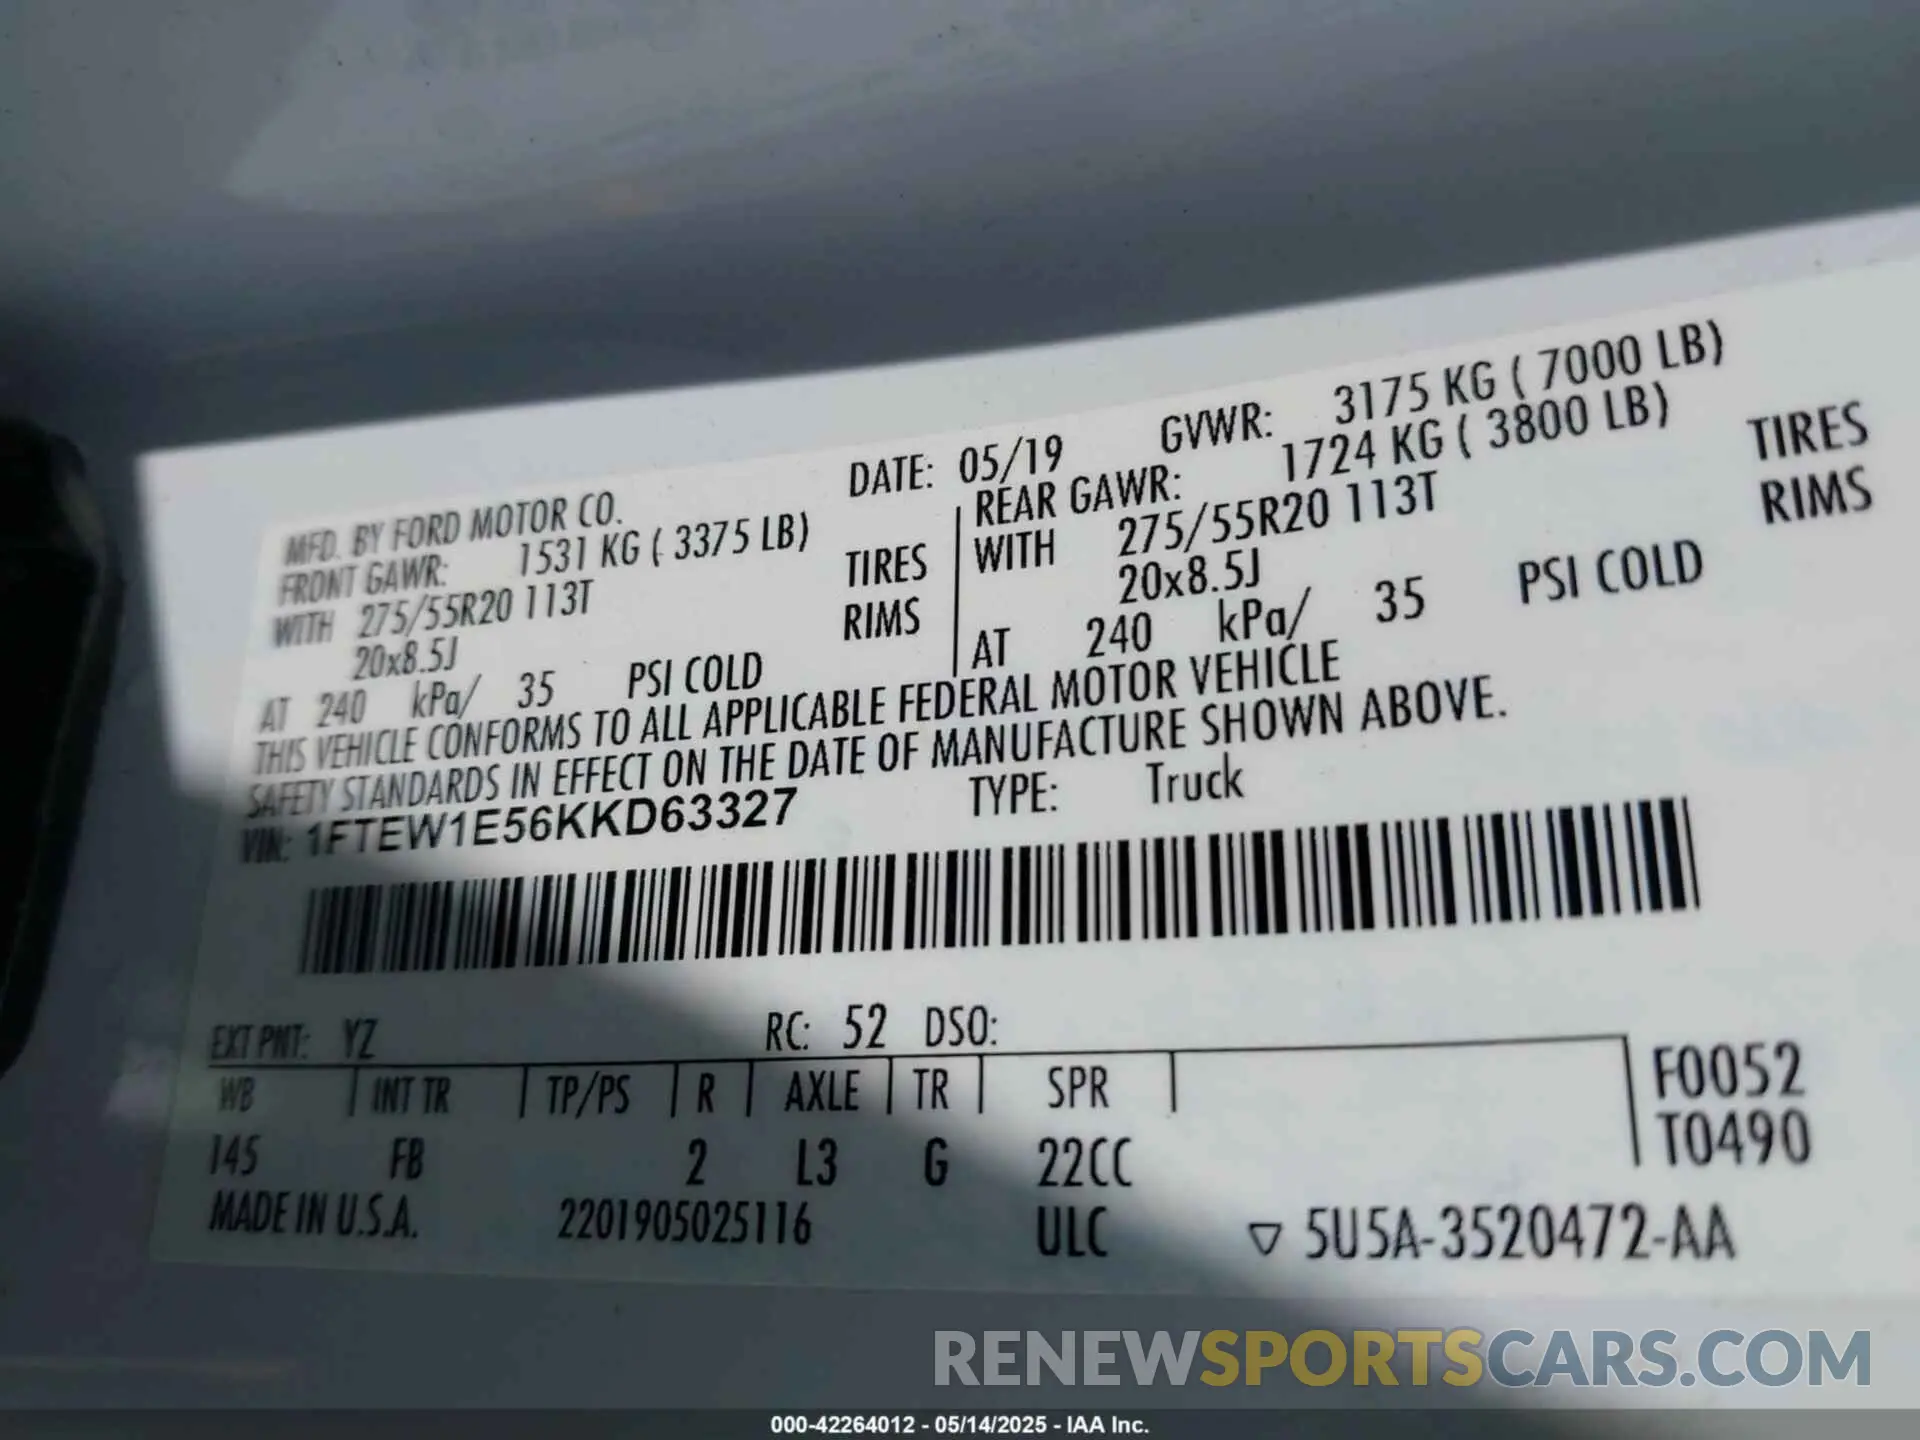 MFD. BY FORD MOTOR CO. DATE: 05/19 GVWR: 3175 KG ( 7000 LB)
FRONT GAWR: 1531 KG ( 3375 LB) REAR GAWR: 1724 KG ( 3800 LB)
WITH 275/55R20 113T TIRES WITH 275/55R20 113T TIRES
20x8.5J RIMS 20x8.5J RIMS
AT 240 kPa/ 35 PSI COLD AT 240 kPa/ 35 PSI COLD
THIS VEHICLE CONFORMS TO ALL APPLICABLE FEDERAL MOTOR VEHICLE
SAFETY STANDARDS IN EFFECT ON THE DATE OF MANUFACTURE SHOWN ABOVE.
VIN: 1FTEW1E56KKD63327 TYPE: Truck
EXT PNT: YZ RC: 52 DSO:
WB INT TR TP/PS R AXLE TR SPR F0052
145 FB 2 L3 G 22CC T0490
MADE IN U.S.A. 2201905025116 ULC ▽ 5U5A-3520472-AA
RENEWSPORTSCARS.COM
000-42264012 - 05/14/2025 - IAA Inc.